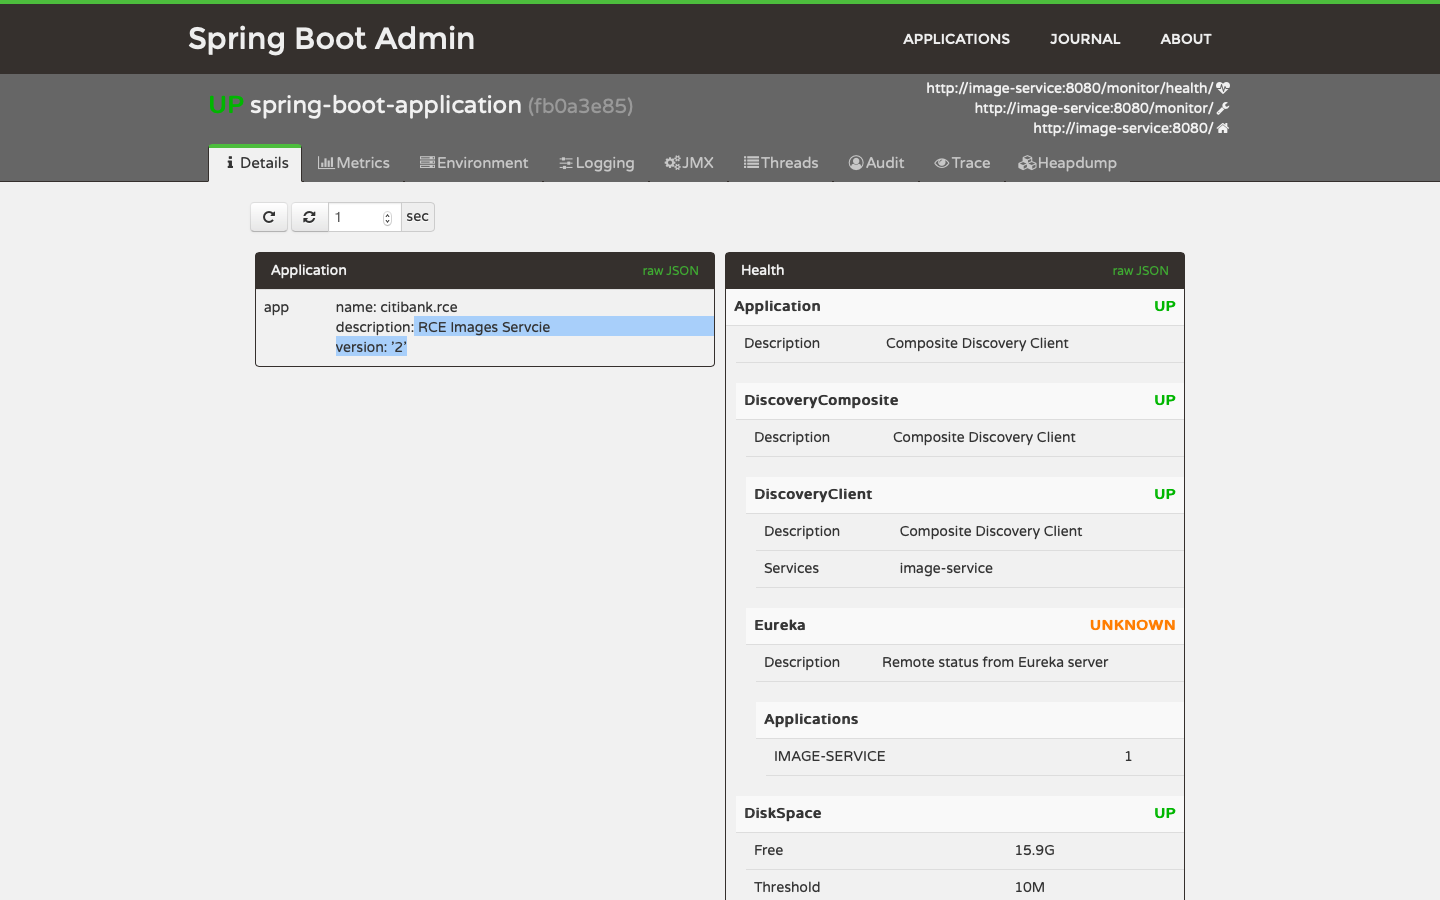 Spring Boot Admin
APPLICATIONS JOURNAL ABOUT
UP spring-boot-application (fb0a3e85)
http://image-service:8080/monitor/health/
http://image-service:8080/monitor/
http://image-service:8080/
Details Metrics Environment Logging JMX Threads Audit Trace Heapdump
1 sec
Application raw JSON
app name: citibank.rce
description: RCE Images Servcie
version: '2'
Health raw JSON
Application UP
Description Composite Discovery Client
DiscoveryComposite UP
Description Composite Discovery Client
DiscoveryClient UP
Description Composite Discovery Client
Services image-service
Eureka UNKNOWN
Description Remote status from Eureka server
Applications
IMAGE-SERVICE 1
DiskSpace UP
Free 15.9G
Threshold 10M